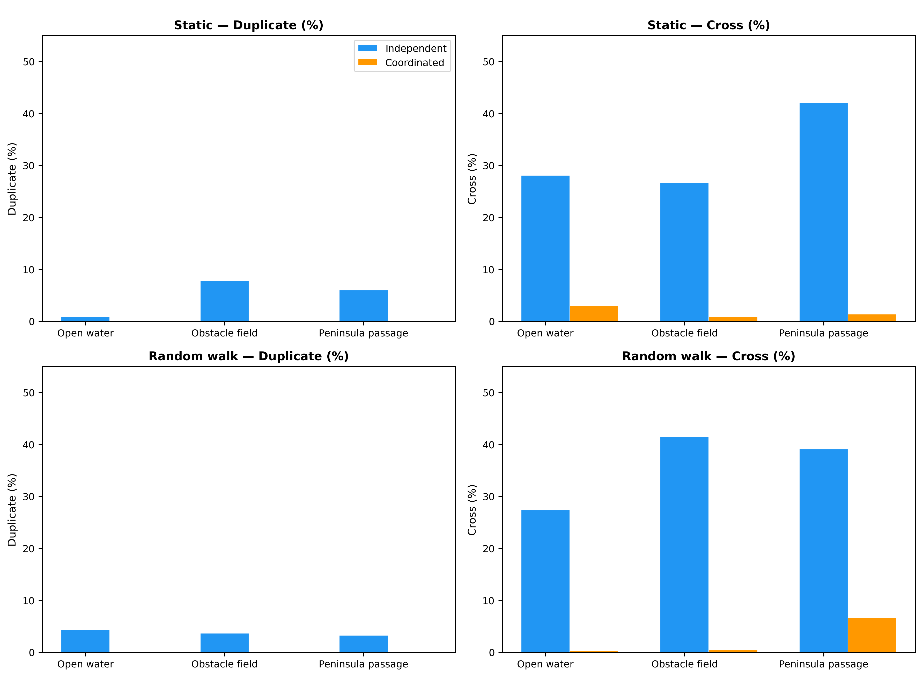 Static — Duplicate (%)
Duplicate (%)
50
40
30
20
10
0
Open water
Obstacle field
Peninsula passage
Independent
Coordinated
Static — Cross (%)
Cross (%)
50
40
30
20
10
0
Open water
Obstacle field
Peninsula passage
Random walk — Duplicate (%)
Duplicate (%)
50
40
30
20
10
0
Open water
Obstacle field
Peninsula passage
Random walk — Cross (%)
Cross (%)
50
40
30
20
10
0
Open water
Obstacle field
Peninsula passage